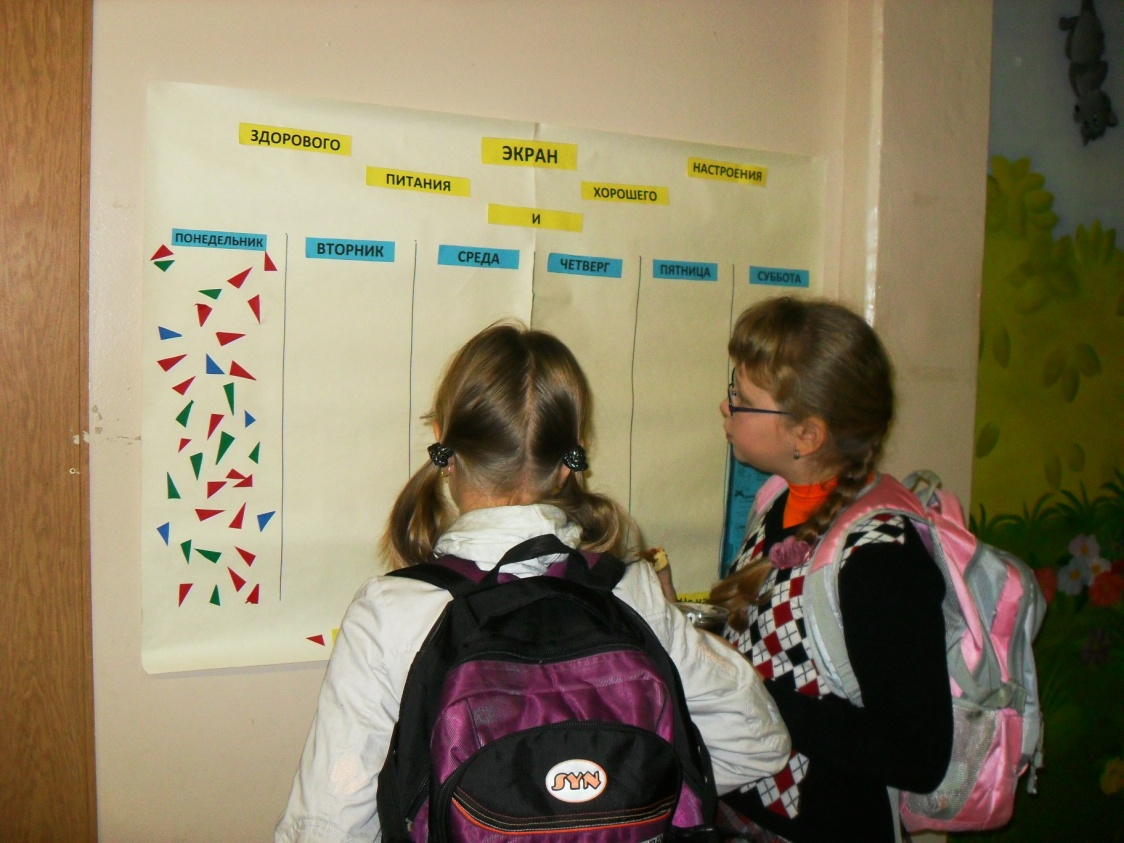 ЭКРАН
ЗДОРОВОГО
ПИТАНИЯ
И
ХОРОШЕГО
НАСТРОЕНИЯ
ПОНЕДЕЛЬНИК
ВТОРНИК
СРЕДА
ЧЕТВЕРГ
ПЯТНИЦА
СУББОТА
SYN